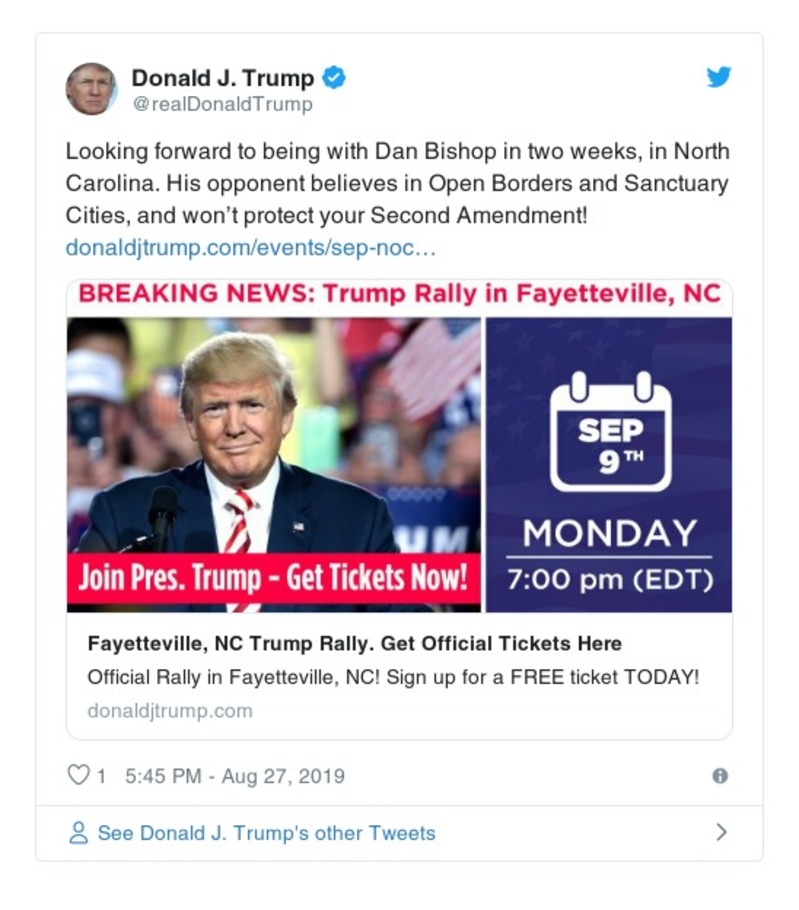 Donald J. Trump
@realDonaldTrump
Looking forward to being with Dan Bishop in two weeks, in North
Carolina. His opponent believes in Open Borders and Sanctuary
Cities, and won’t protect your Second Amendment!
donaldjtrump.com/events/sep-noc…
BREAKING NEWS: Trump Rally in Fayetteville, NC
SEP
9TH
MONDAY
7:00 pm (EDT)
UM
Join Pres. Trump - Get Tickets Now!
Fayetteville, NC Trump Rally. Get Official Tickets Here
Official Rally in Fayetteville, NC! Sign up for a FREE ticket TODAY!
donaldjtrump.com
1 5:45 PM - Aug 27, 2019
See Donald J. Trump's other Tweets